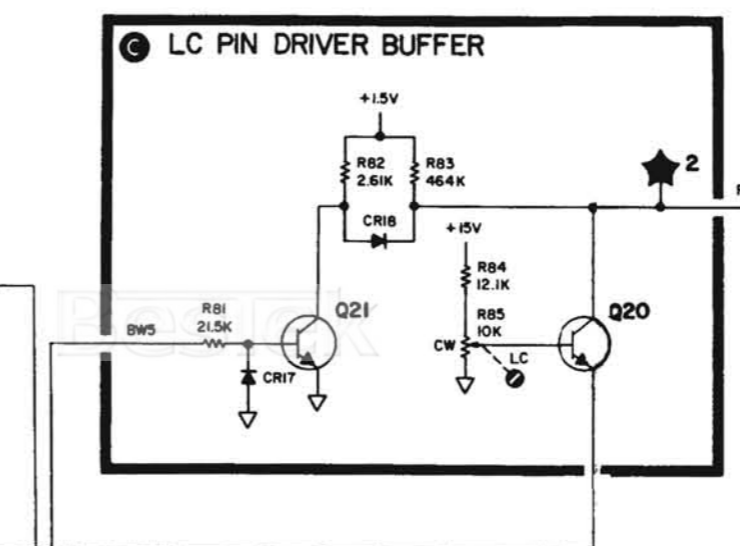 C LC PIN DRIVER BUFFER
+1.5V
R82
2.61K
R83
464K
2
CR18
+15V
R84
12.1K
R81
21.5K
Q21
R85
10K
Q20
BW5
CW
LC
CR17
Bestek